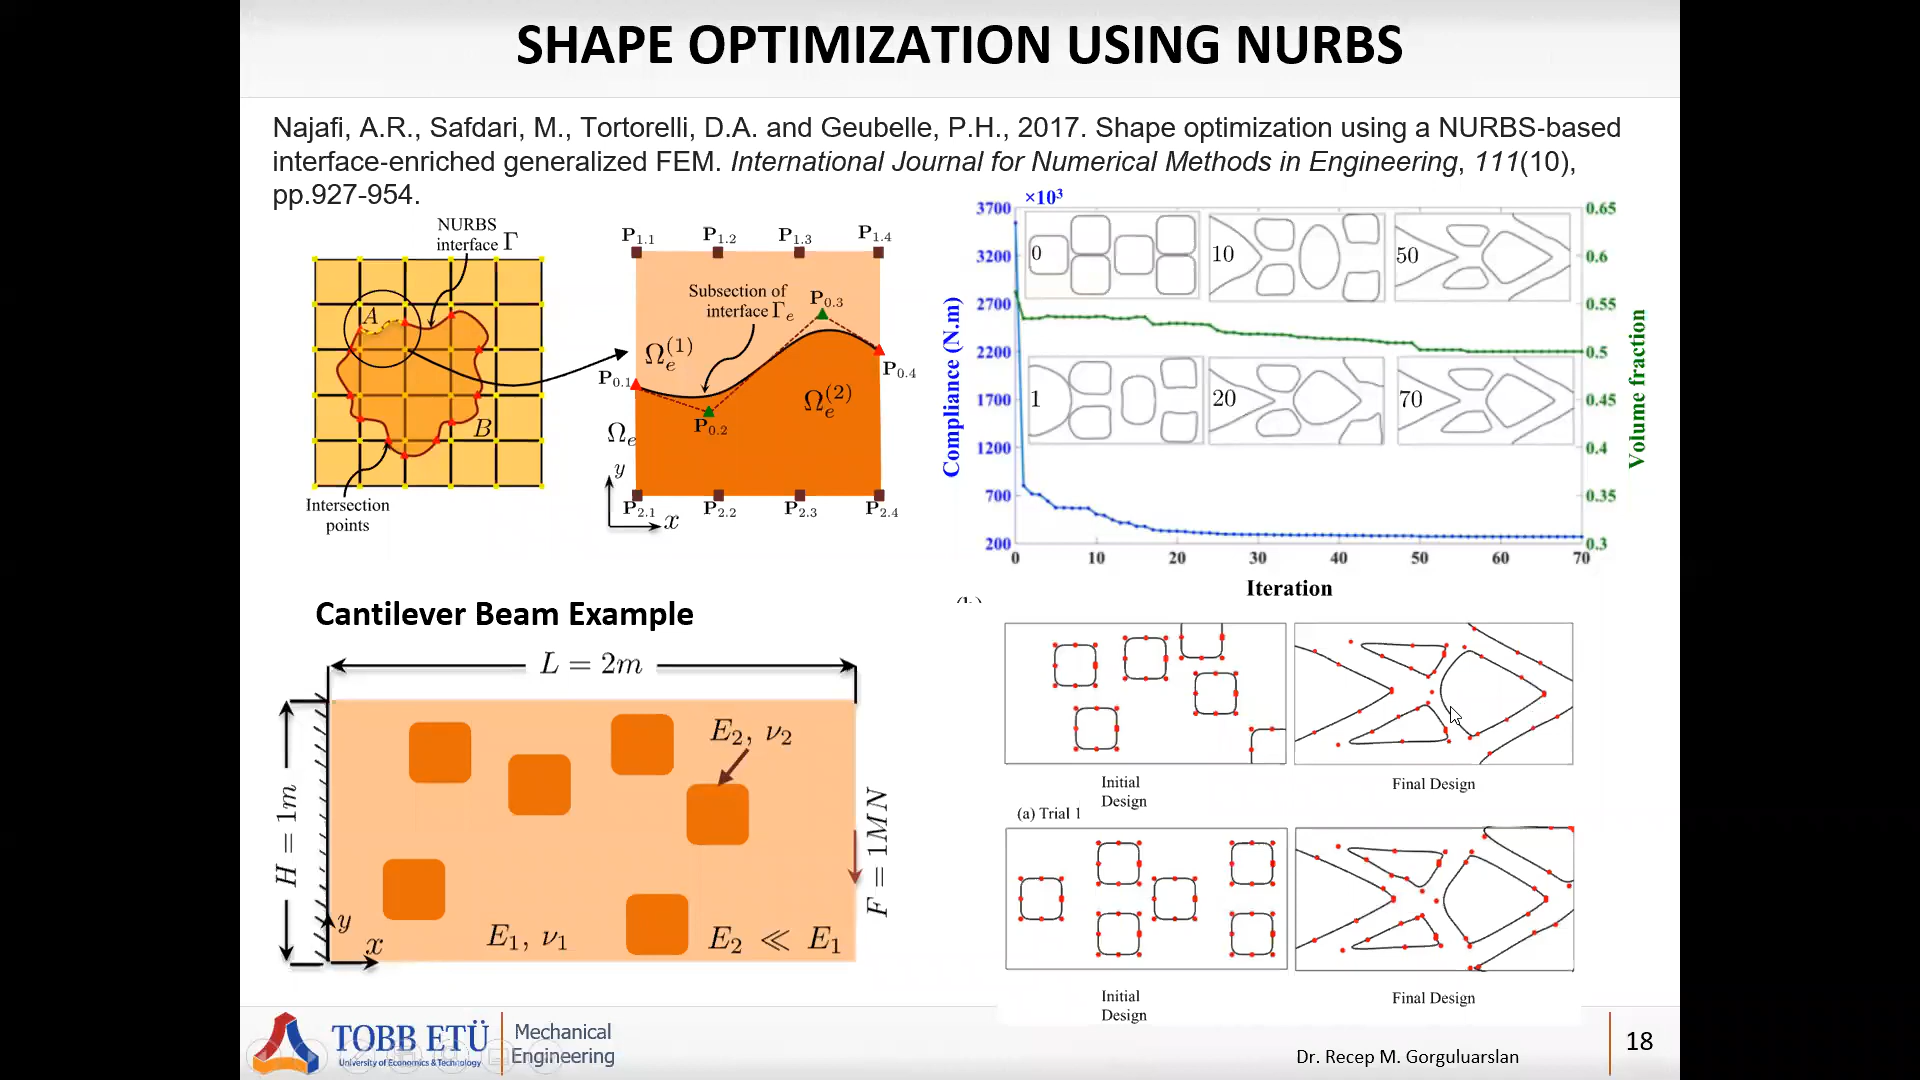 SHAPE OPTIMIZATION USING NURBS
Najafi, A.R., Safdari, M., Tortorelli, D.A. and Geubelle, P.H., 2017. Shape optimization using a NURBS-based
interface-enriched generalized FEM. International Journal for Numerical Methods in Engineering, 111(10),
pp.927-954.
NURBS
interface Γ
A
B
Intersection
points
P1.1 P1.2 P1.3 P1.4
Subsection of
interface Γe
P0.3
Ωe(1)
P0.1
P0.4
Ωe(2)
P0.2
Ωe
y
x
P2.1 P2.2 P2.3 P2.4
×10³
3700
3200
2700
2200
1700
1200
700
200
Compliance (N.m)
0 10 50
1 20 70
0.65
0.6
0.55
0.5
0.45
0.4
0.35
0.3
Volume fraction
0 10 20 30 40 50 60 70
Iteration
Cantilever Beam Example
L = 2m
H = 1m
E2, ν2
F = 1MN
y
x
E1, ν1
E2 ≪ E1
Initial
Design
Final Design
(a) Trial 1
Initial
Design
Final Design
TOBB ETÜ
University of Economics & Technology
Mechanical
Engineering
Dr. Recep M. Gorguluarslan
18